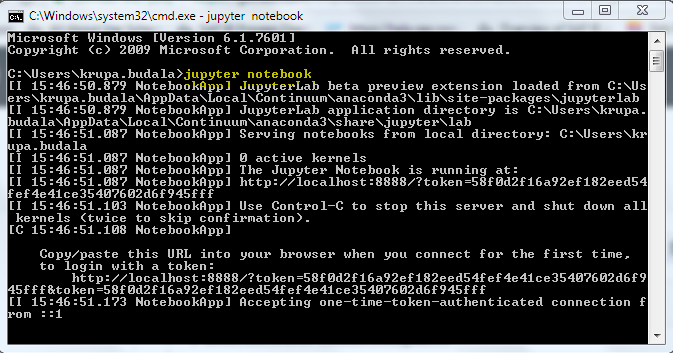 C:\Windows\system32\cmd.exe - jupyter notebook
Microsoft Windows [Version 6.1.7601]
Copyright (c) 2009 Microsoft Corporation.  All rights reserved.
C:\Users\krupa.budala>jupyter notebook
[I 15:46:50.879 NotebookApp] JupyterLab beta preview extension loaded from C:\Us
ers\krupa.budala\AppData\Local\Continuum\anaconda3\lib\site-packages\jupyterlab
[I 15:46:50.879 NotebookApp] JupyterLab application directory is C:\Users\krupa.
budala\AppData\Local\Continuum\anaconda3\share\jupyter\lab
[I 15:46:51.087 NotebookApp] Serving notebooks from local directory: C:\Users\kr
upa.budala
[I 15:46:51.087 NotebookApp] 0 active kernels
[I 15:46:51.087 NotebookApp] The Jupyter Notebook is running at:
[I 15:46:51.087 NotebookApp] http://localhost:8888/?token=58f0d2f16a92ef182eed54
fef4e41ce35407602d6f945fff
[I 15:46:51.103 NotebookApp] Use Control-C to stop this server and shut down all
 kernels (twice to skip confirmation).
[C 15:46:51.108 NotebookApp]
    Copy/paste this URL into your browser when you connect for the first time,
    to login with a token:
        http://localhost:8888/?token=58f0d2f16a92ef182eed54fef4e41ce35407602d6f9
45fff&token=58f0d2f16a92ef182eed54fef4e41ce35407602d6f945fff
[I 15:46:51.173 NotebookApp] Accepting one-time-token-authenticated connection f
rom ::1